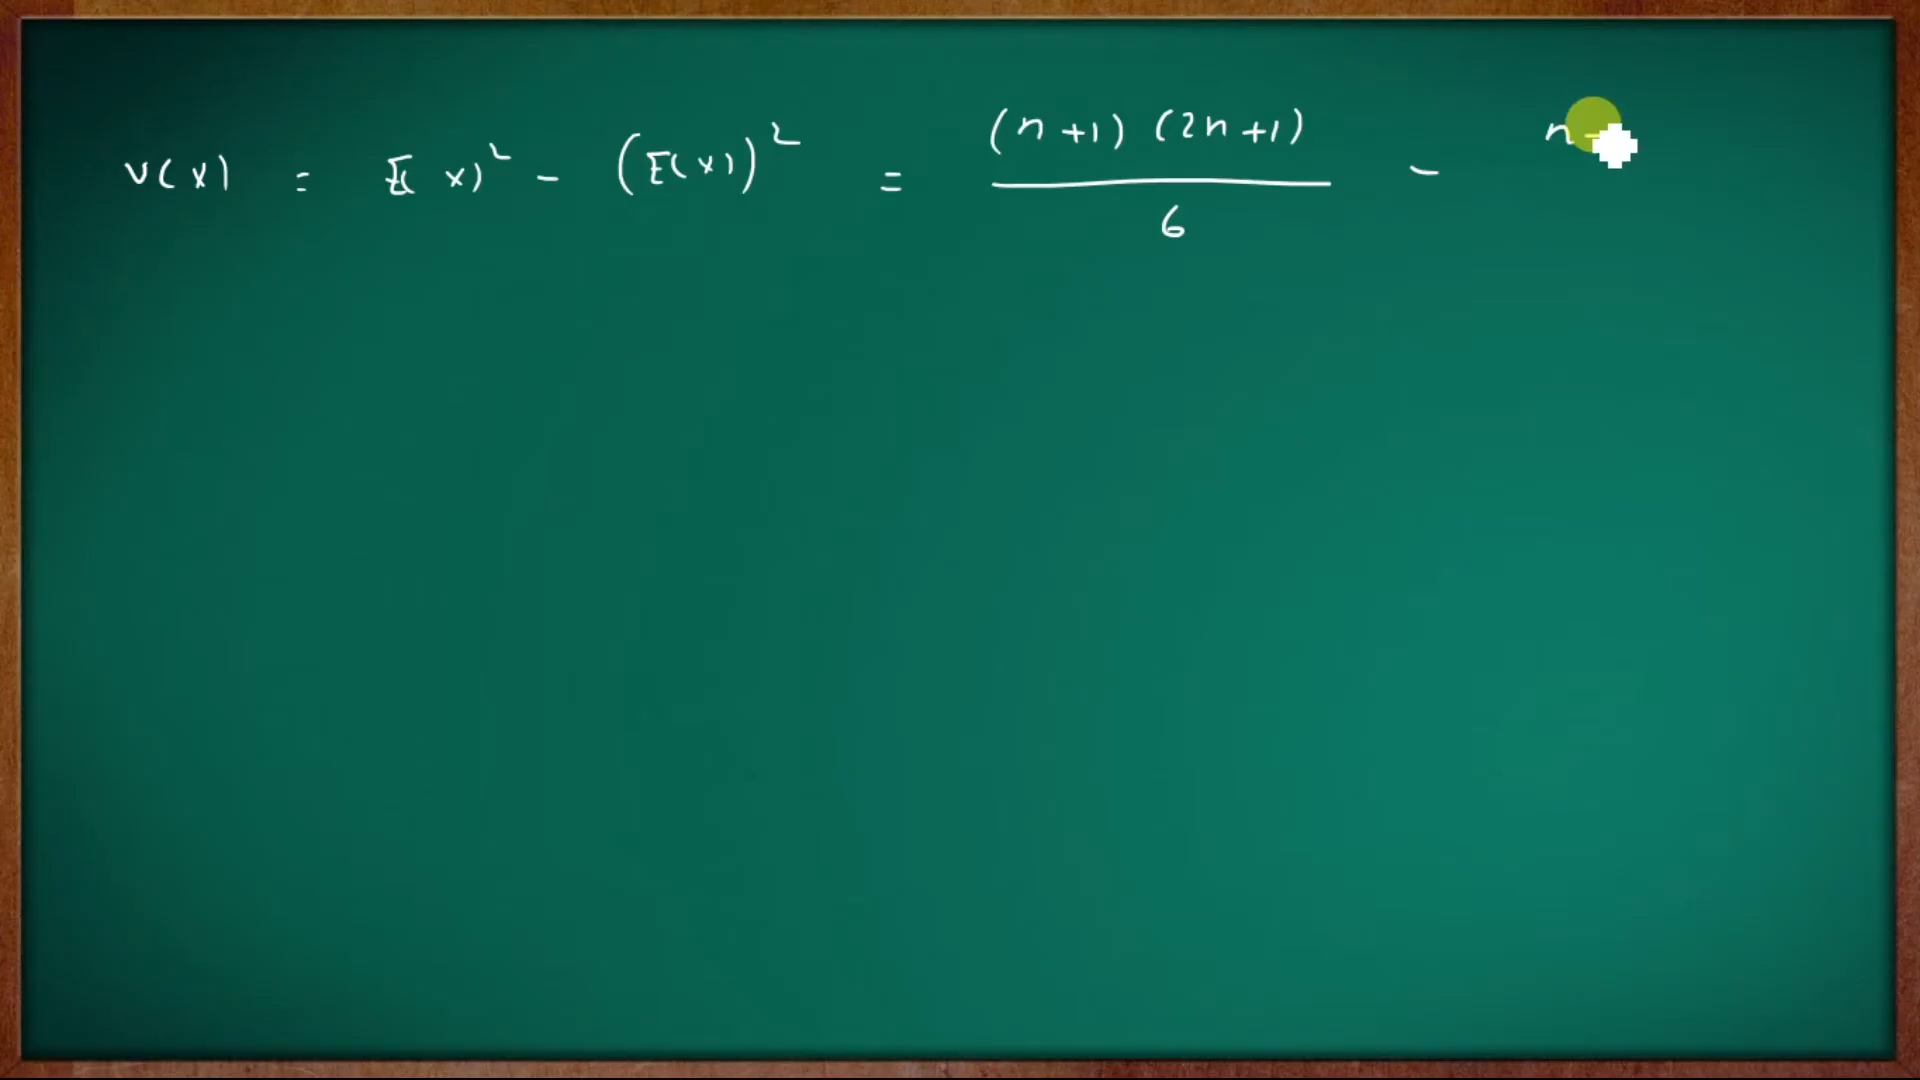 V(X) = E(X)² - (E(X))² = (n+1)(2n+1) / 6 - n